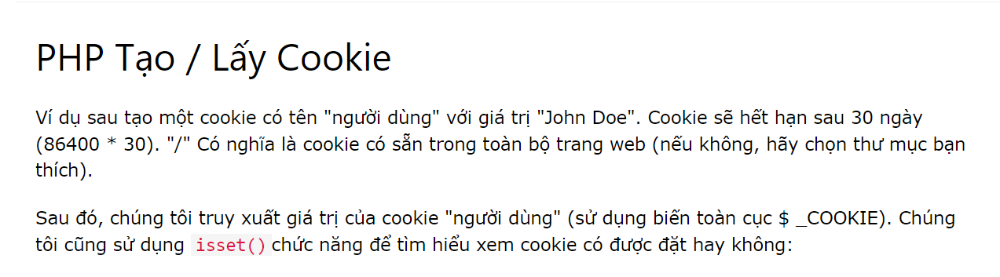 PHP Tạo / Lấy Cookie
Ví dụ sau tạo một cookie có tên "người dùng" với giá trị "John Doe". Cookie sẽ hết hạn sau 30 ngày
(86400 * 30). "/" Có nghĩa là cookie có sẵn trong toàn bộ trang web (nếu không, hãy chọn thư mục bạn
thích).
Sau đó, chúng tôi truy xuất giá trị của cookie "người dùng" (sử dụng biến toàn cục $ _COOKIE). Chúng
tôi cũng sử dụng isset() chức năng để tìm hiểu xem cookie có được đặt hay không: